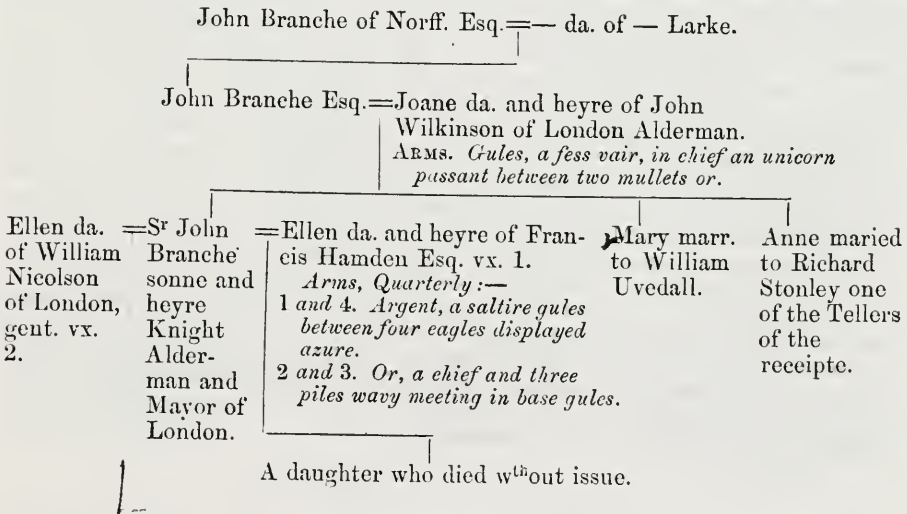 John Branche of Norff. Esq.=— da. of — Larke.
John Branche Esq.=Joane da. and heyre of John
Wilkinson of London Alderman.
ARMS. Gules, a fess vair, in chief an unicorn
passant between two mullets or.
Ellen da.
of William
Nicolson
of London,
gent. vx.
2.
=Sr John
Branche
sonne and
heyre
Knight
Alder-
man and
Mayor of
London.
=Ellen da. and heyre of Fran-
cis Hamden Esq. vx. 1.
Arms, Quarterly:—
1 and 4. Argent, a saltire gules
between four eagles displayed
azure.
2 and 3. Or, a chief and three
piles wavy meeting in base gules.
Mary marr.
to William
Uvedall.
Anne maried
to Richard
Stonley one
of the Tellers
of the
receipte.
A daughter who died wthout issue.